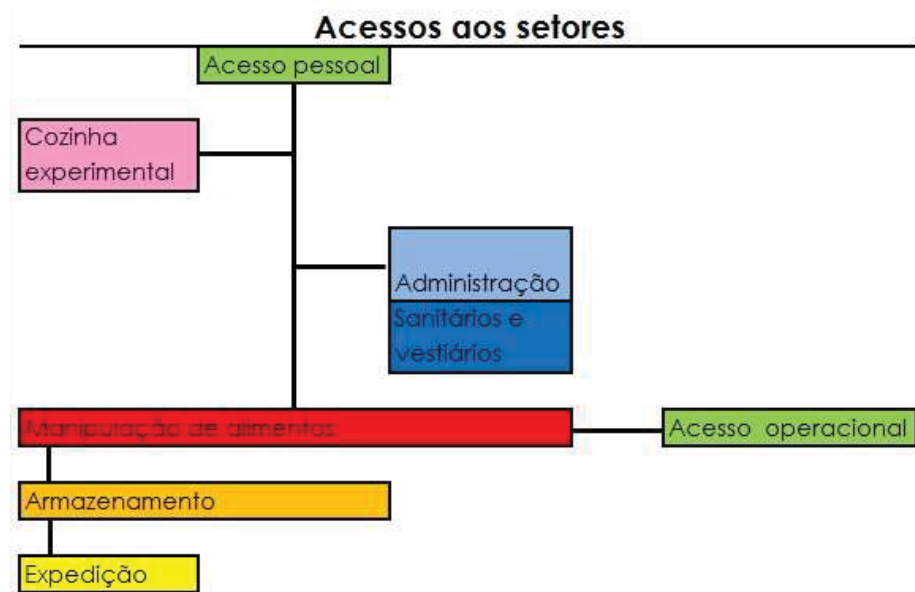 Acessos aos setores
Acesso pessoal
Cozinha
experimental
Administração
Sanitários e
vestiários
Manipulação de alimentos
Acesso operacional
Armazenamento
Expedição